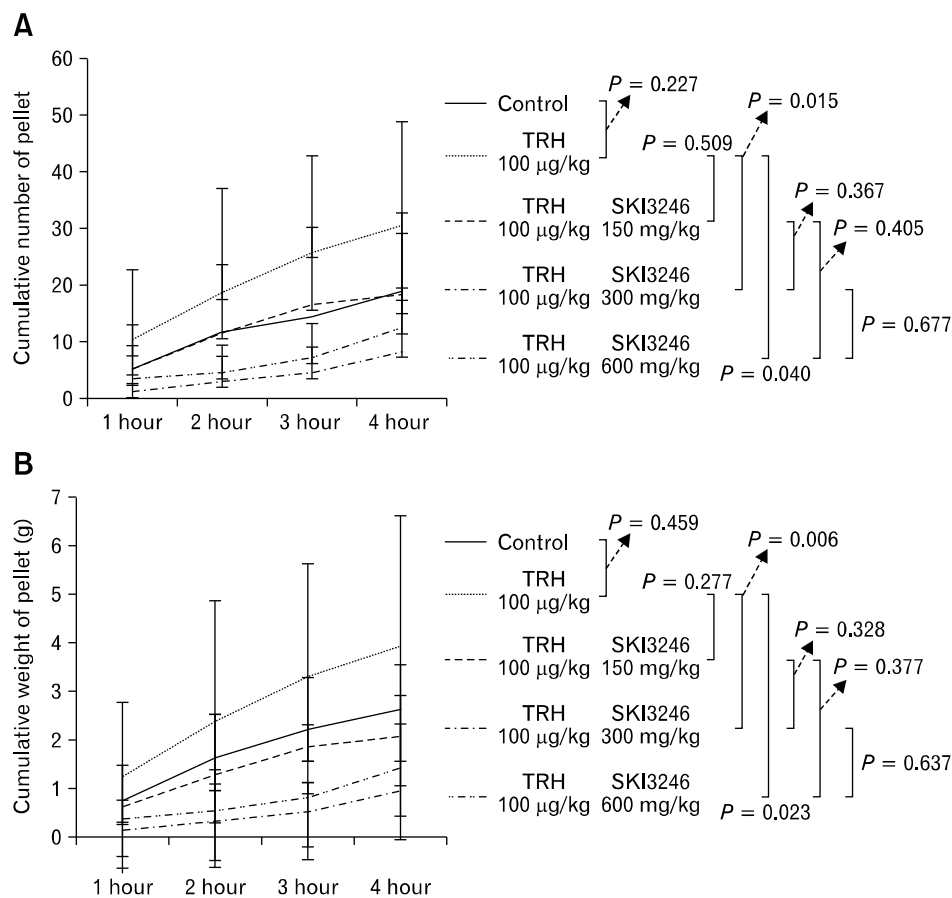 A
Cumulative number of pellet
60
50
40
30
20
10
0
1 hour 2 hour 3 hour 4 hour
Control
TRH
100 μg/kg
TRH SKI3246
100 μg/kg 150 mg/kg
TRH SKI3246
100 μg/kg 300 mg/kg
TRH SKI3246
100 μg/kg 600 mg/kg
P = 0.227
P = 0.015
P = 0.509
P = 0.367
P = 0.405
P = 0.677
P = 0.040
B
Cumulative weight of pellet (g)
7
6
5
4
3
2
1
0
1 hour 2 hour 3 hour 4 hour
Control
TRH
100 μg/kg
TRH SKI3246
100 μg/kg 150 mg/kg
TRH SKI3246
100 μg/kg 300 mg/kg
TRH SKI3246
100 μg/kg 600 mg/kg
P = 0.459
P = 0.006
P = 0.277
P = 0.328
P = 0.377
P = 0.637
P = 0.023